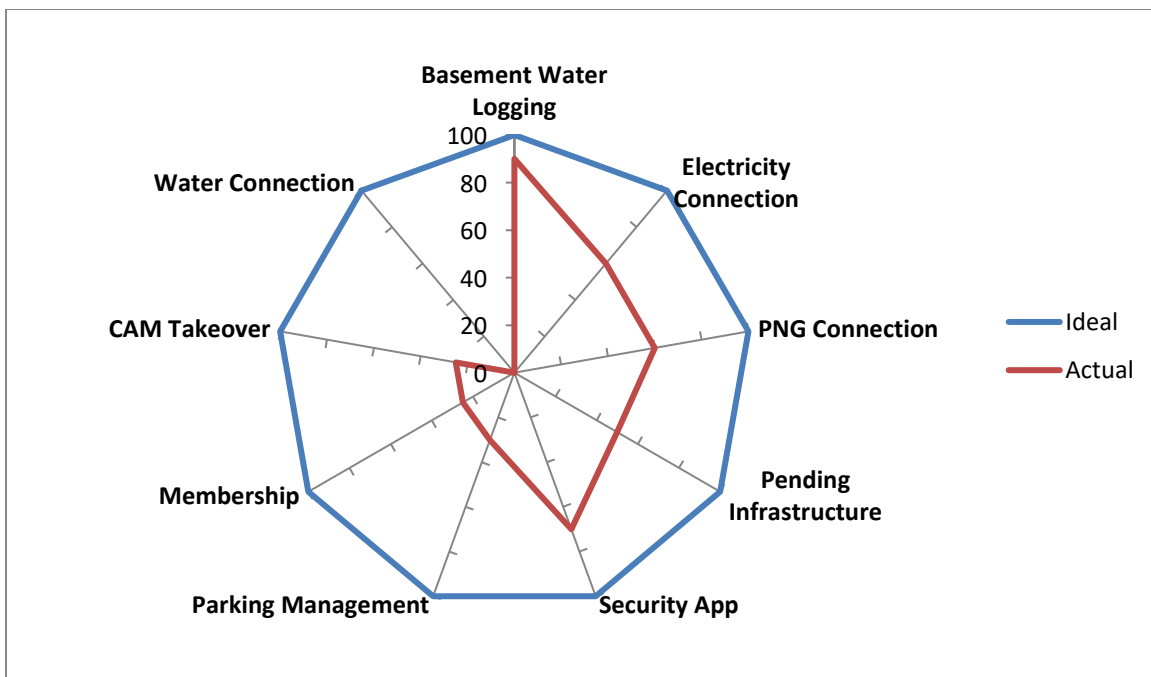 Basement Water
Logging
Electricity
Connection
PNG Connection
Pending
Infrastructure
Security App
Parking Management
Membership
CAM Takeover
Water Connection
100
80
60
40
20
0
Ideal
Actual